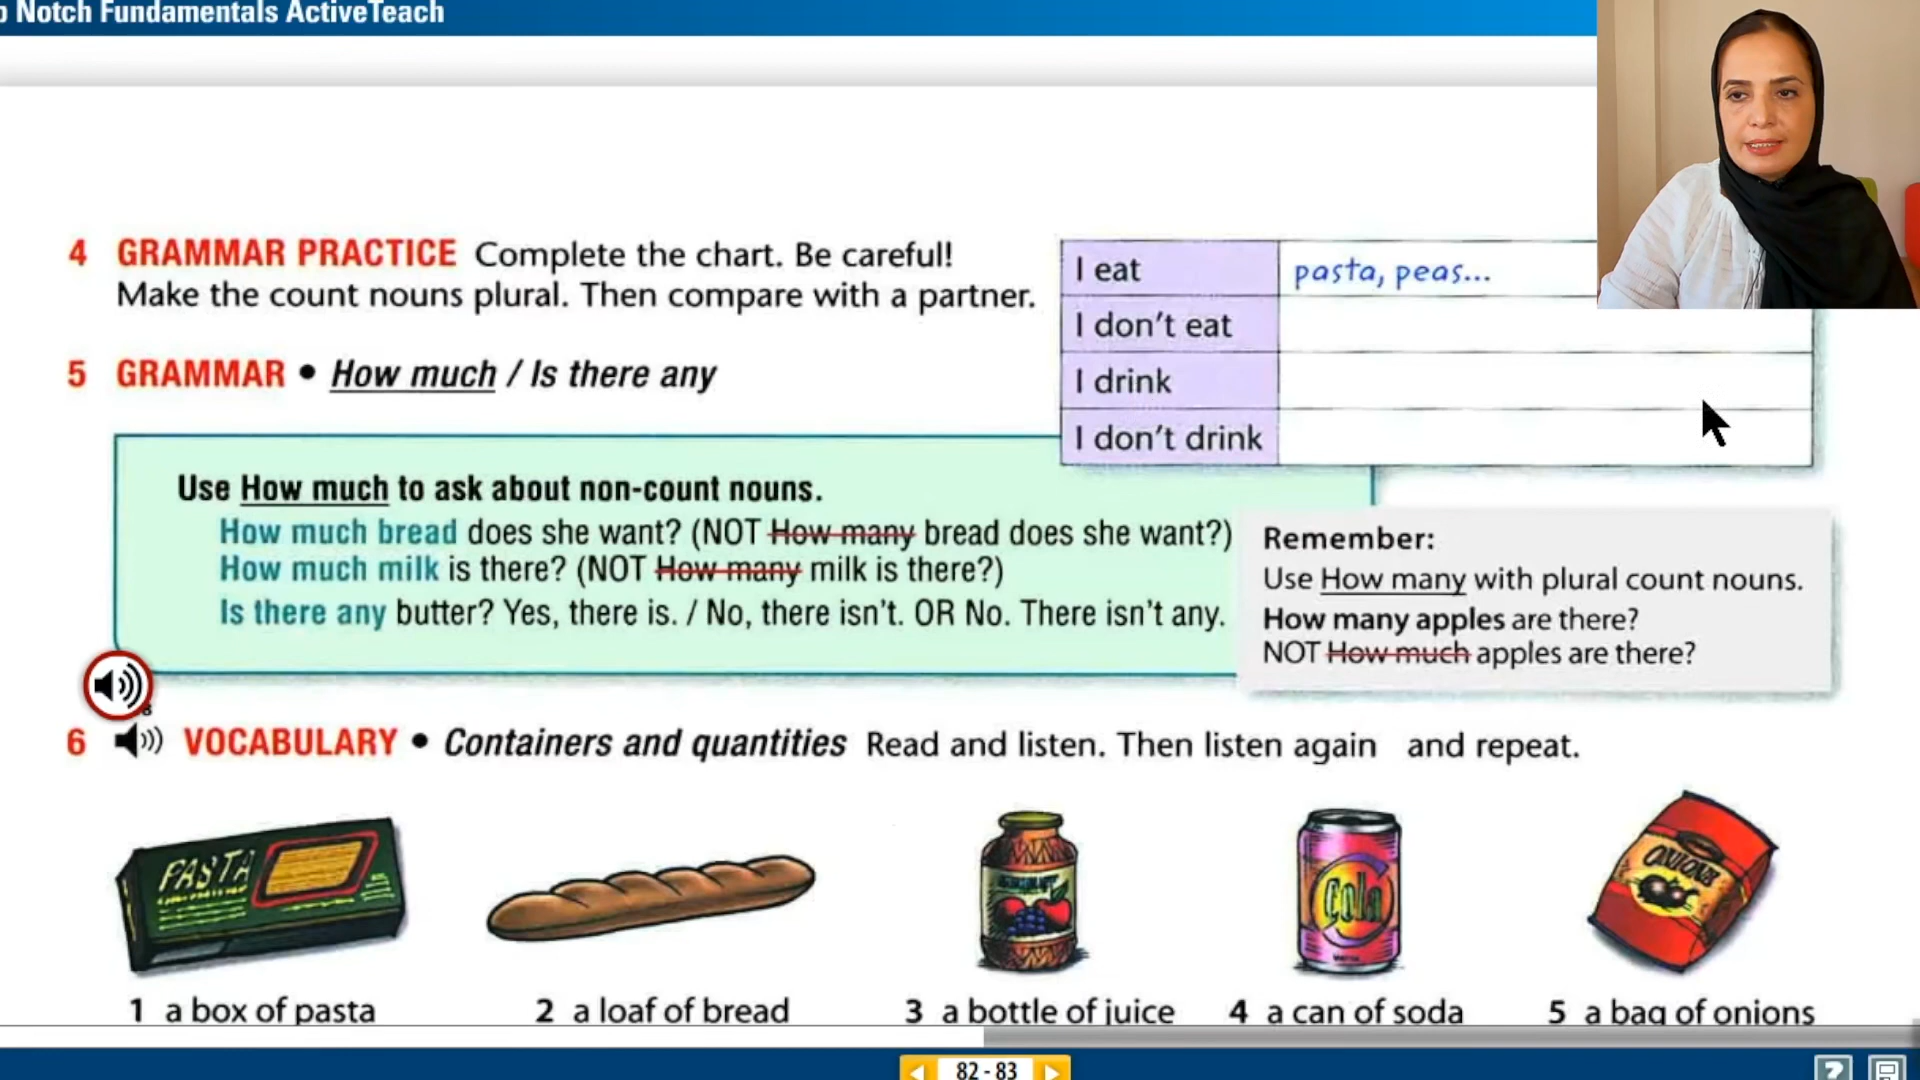 p Notch Fundamentals ActiveTeach
4 GRAMMAR PRACTICE Complete the chart. Be careful!
Make the count nouns plural. Then compare with a partner.
I eat pasta, peas...
I don't eat
I drink
I don't drink
5 GRAMMAR • How much / Is there any
Use How much to ask about non-count nouns.
How much bread does she want? (NOT How many bread does she want?)
How much milk is there? (NOT How many milk is there?)
Is there any butter? Yes, there is. / No, there isn't. OR No. There isn't any.
Remember:
Use How many with plural count nouns.
How many apples are there?
NOT How much apples are there?
6 VOCABULARY • Containers and quantities Read and listen. Then listen again and repeat.
PASTA
Cola
ONIONS
1 a box of pasta
2 a loaf of bread
3 a bottle of juice
4 a can of soda
5 a bag of onions
82 - 83
?